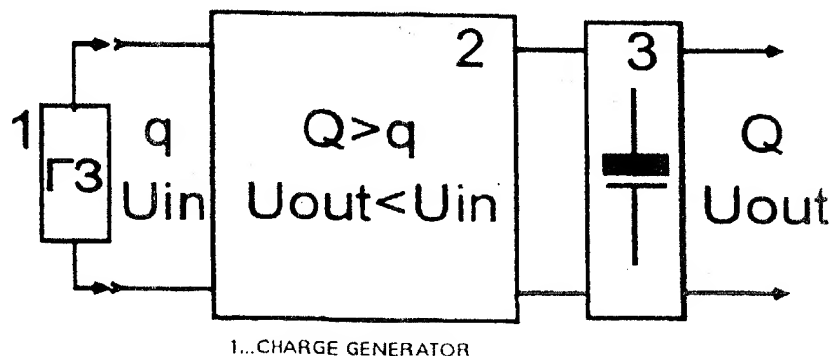 1
ГЗ
q
Uin
2
Q>q
Uout<Uin
3
Q
Uout
1...CHARGE GENERATOR